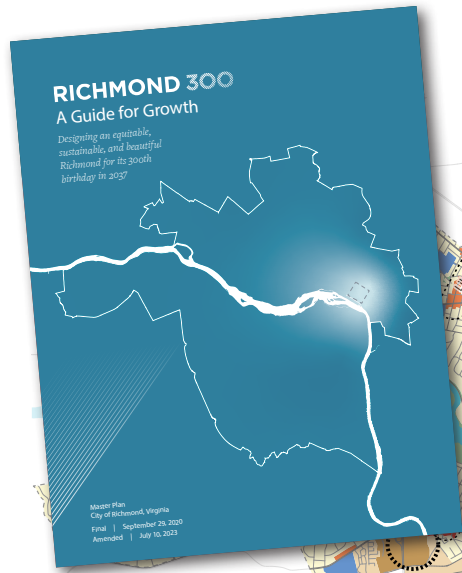 RICHMOND 300
A Guide for Growth
Designing an equitable,
sustainable, and beautiful
Richmond for its 300th
birthday in 2037
Master Plan
City of Richmond, Virginia
Final | September 29, 2020
Amended | July 10, 2023